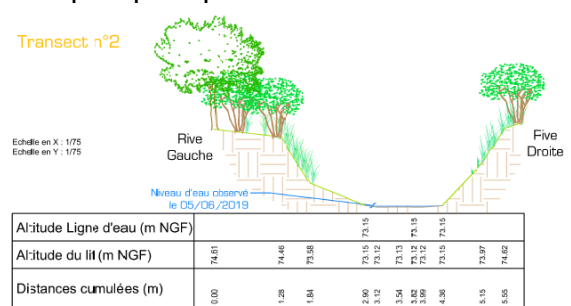 Transect n°2
Echelle en X : 1/75
Echelle en Y : 1/75
Rive
Gauche
Five
Droite
Niveau d'eau observé
le 05/06/2019
Altitude Ligne d'eau (m NGF) 73.15 73.15 73.15
Altitude du lit (m NGF) 74.61 74.46 73.58 73.15 73.12 73.13 73.12 73.12 73.15 73.97 74.62
Distances cumulées (m) 0.00 1.28 1.84 2.90 3.12 3.54 3.82 3.99 4.36 5.15 5.55